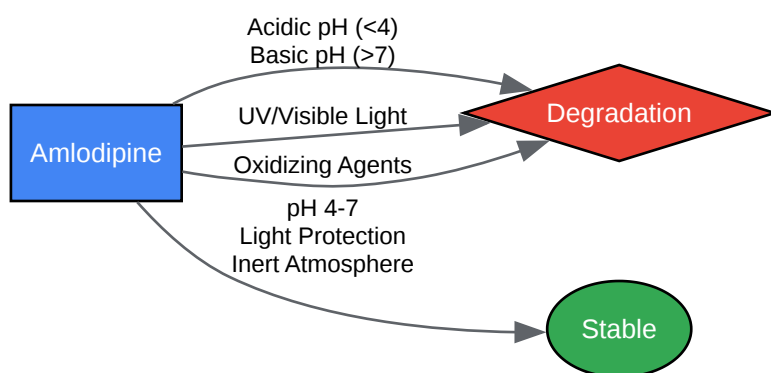 Acidic pH (<4)
Basic pH (>7)
Amlodipine
UV/Visible Light
Degradation
Oxidizing Agents
pH 4-7
Light Protection
Inert Atmosphere
Stable